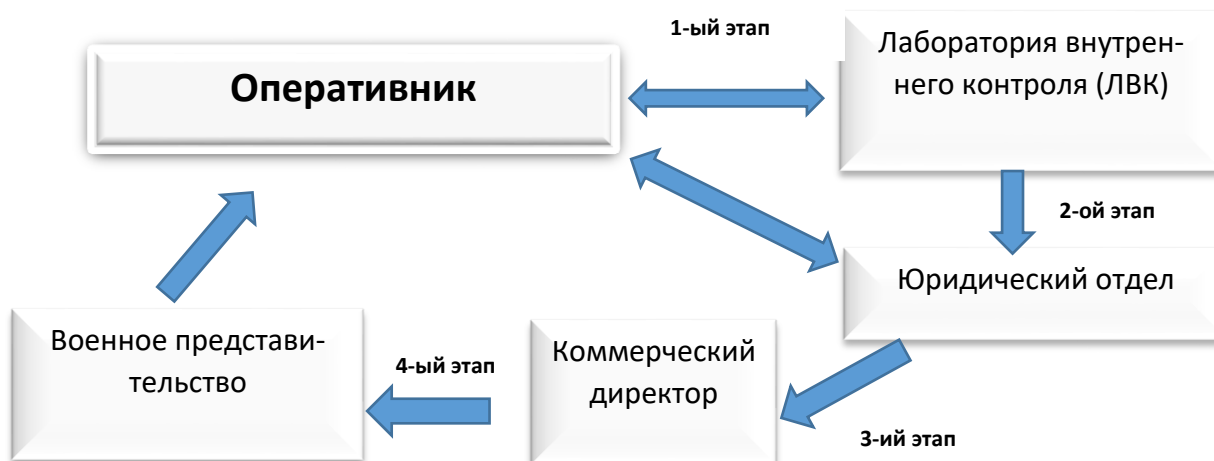 1-ый этап
Оперативник
Лаборатория внутрен-
него контроля (ЛВК)
2-ой этап
Юридический отдел
Военное представи-
тельство
4-ый этап
Коммерческий
директор
3-ий этап